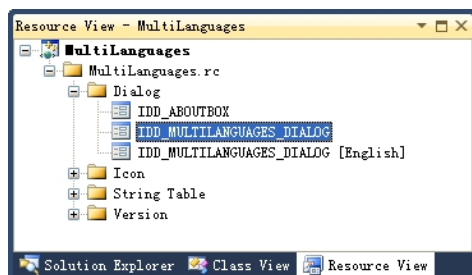 Resource View - MultiLanguages
MultiLanguages
MultiLanguages.rc
Dialog
IDD_ABOUTBOX
IDD_MULTILANGUAGES_DIALOG
IDD_MULTILANGUAGES_DIALOG [English]
Icon
String Table
Version
Solution Explorer Class View Resource View